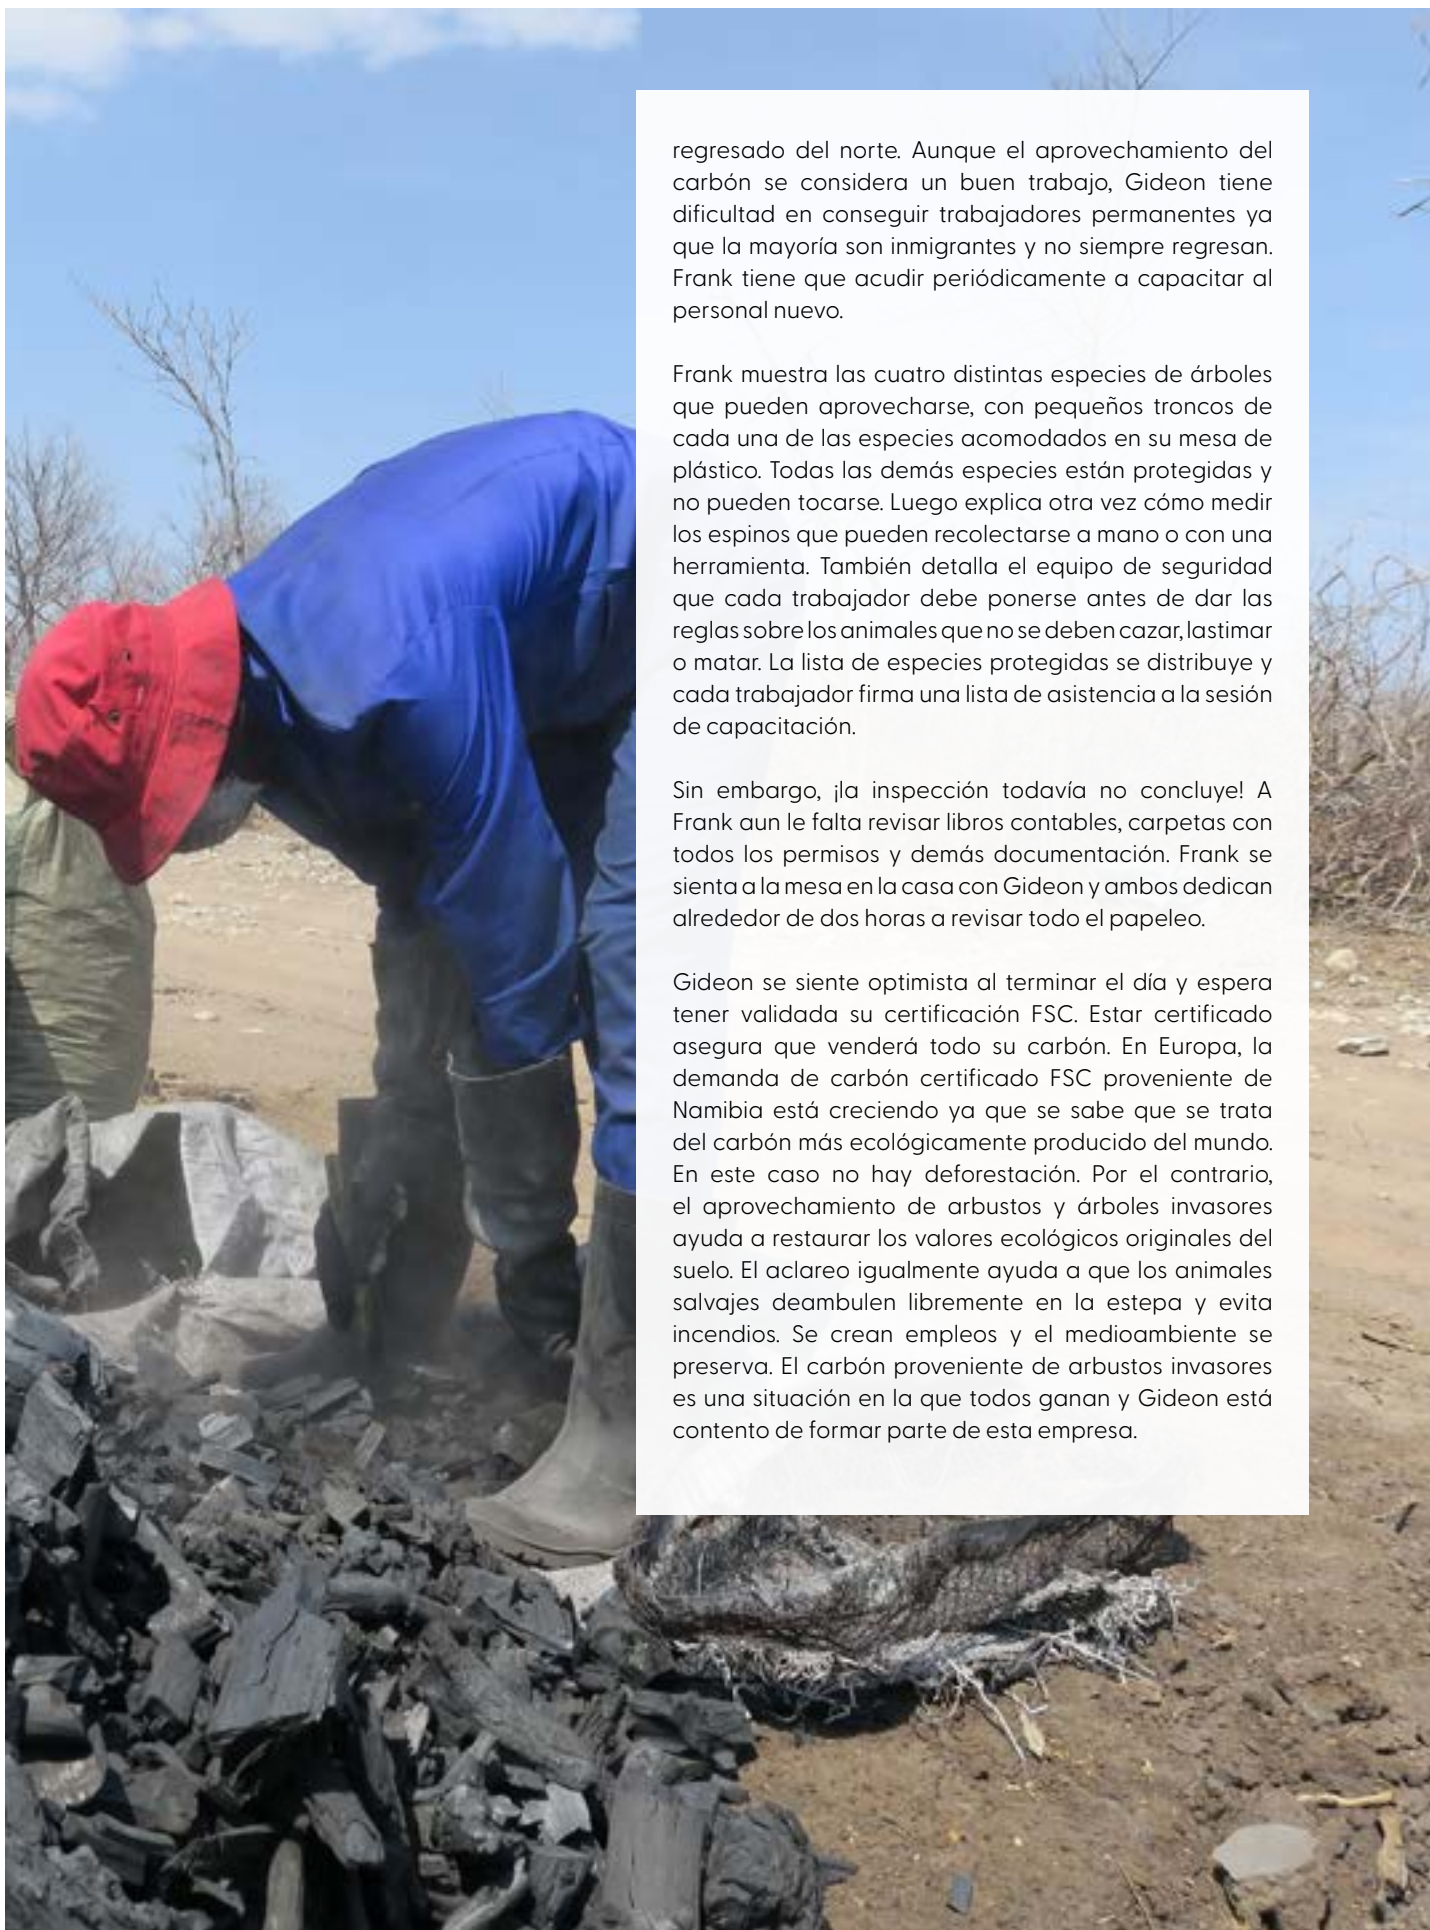 regresado del norte. Aunque el aprovechamiento del
carbón se considera un buen trabajo, Gideon tiene
dificultad en conseguir trabajadores permanentes ya
que la mayoría son inmigrantes y no siempre regresan.
Frank tiene que acudir periódicamente a capacitar al
personal nuevo.
Frank muestra las cuatro distintas especies de árboles
que pueden aprovecharse, con pequeños troncos de
cada una de las especies acomodados en su mesa de
plástico. Todas las demás especies están protegidas y
no pueden tocarse. Luego explica otra vez cómo medir
los espinos que pueden recolectarse a mano o con una
herramienta. También detalla el equipo de seguridad
que cada trabajador debe ponerse antes de dar las
reglas sobre los animales que no se deben cazar, lastimar
o matar. La lista de especies protegidas se distribuye y
cada trabajador firma una lista de asistencia a la sesión
de capacitación.
Sin embargo, ¡la inspección todavía no concluye! A
Frank aun le falta revisar libros contables, carpetas con
todos los permisos y demás documentación. Frank se
sienta a la mesa en la casa con Gideon y ambos dedican
alrededor de dos horas a revisar todo el papeleo.
Gideon se siente optimista al terminar el día y espera
tener validada su certificación FSC. Estar certificado
asegura que venderá todo su carbón. En Europa, la
demanda de carbón certificado FSC proveniente de
Namibia está creciendo ya que se sabe que se trata
del carbón más ecológicamente producido del mundo.
En este caso no hay deforestación. Por el contrario,
el aprovechamiento de arbustos y árboles invasores
ayuda a restaurar los valores ecológicos originales del
suelo. El aclareo igualmente ayuda a que los animales
salvajes deambulen libremente en la estepa y evita
incendios. Se crean empleos y el medioambiente se
preserva. El carbón proveniente de arbustos invasores
es una situación en la que todos ganan y Gideon está
contento de formar parte de esta empresa.